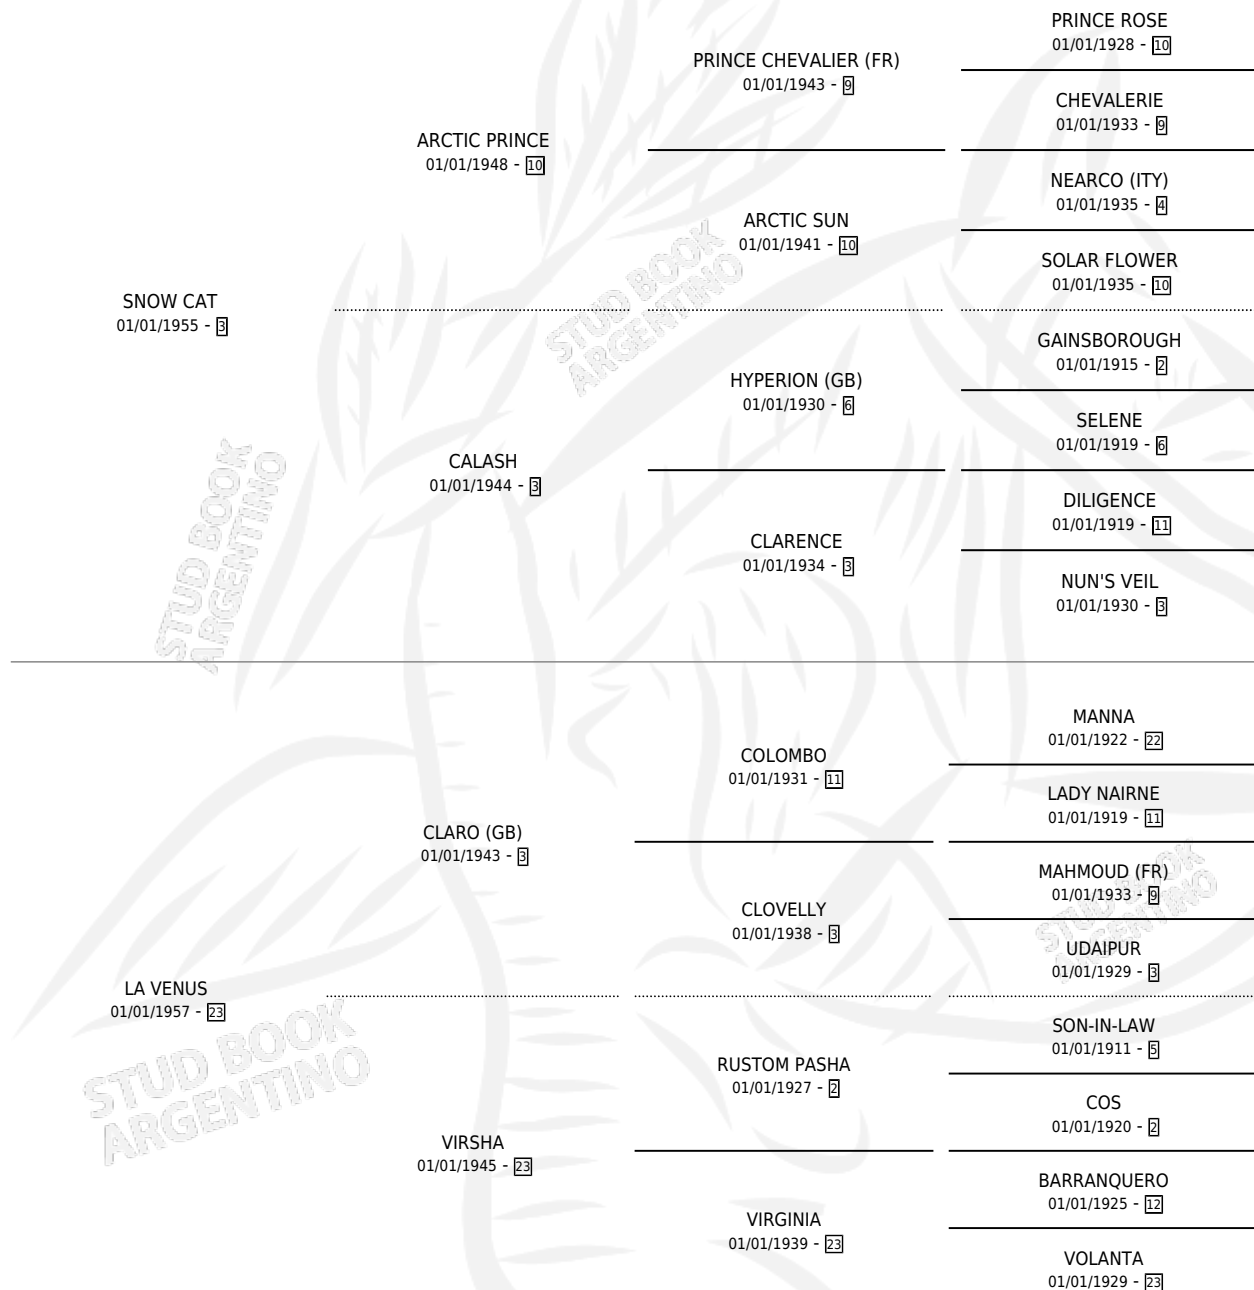 PRINCE ROSE
01/01/1928 - 10
PRINCE CHEVALIER (FR)
01/01/1943 - 9
CHEVALERIE
01/01/1933 - 9
ARCTIC PRINCE
01/01/1948 - 10
NEARCO (ITY)
01/01/1935 - 4
ARCTIC SUN
01/01/1941 - 10
SOLAR FLOWER
01/01/1935 - 10
SNOW CAT
01/01/1955 - 3
GAINSBOROUGH
01/01/1915 - 2
HYPERION (GB)
01/01/1930 - 6
SELENE
01/01/1919 - 6
CALASH
01/01/1944 - 3
DILIGENCE
01/01/1919 - 11
CLARENCE
01/01/1934 - 3
NUN'S VEIL
01/01/1930 - 3
STUD BOOK
ARGENTINO
STUD BOOK
ARGENTINO
MANNA
01/01/1922 - 22
COLOMBO
01/01/1931 - 11
LADY NAIRNE
01/01/1919 - 11
CLARO (GB)
01/01/1943 - 3
MAHMOUD (FR)
01/01/1933 - 9
CLOVELLY
01/01/1938 - 3
UDAIPUR
01/01/1929 - 3
STUD BOOK
ARGENTINO
LA VENUS
01/01/1957 - 23
SON-IN-LAW
01/01/1911 - 5
RUSTOM PASHA
01/01/1927 - 2
COS
01/01/1920 - 2
STUD BOOK
ARGENTINO
VIRSHA
01/01/1945 - 23
BARRANQUERO
01/01/1925 - 12
VIRGINIA
01/01/1939 - 23
VOLANTA
01/01/1929 - 23